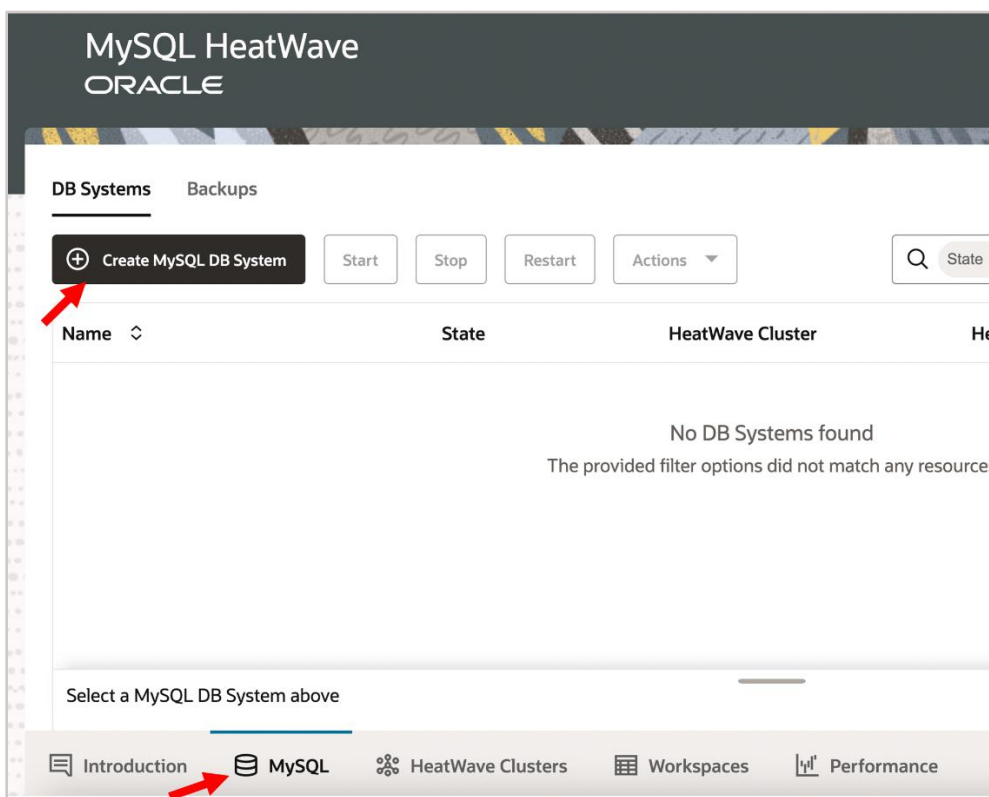 MySQL HeatWave
ORACLE
DB Systems Backups
Create MySQL DB System Start Stop Restart Actions State
Name State HeatWave Cluster He
No DB Systems found
The provided filter options did not match any resource
Select a MySQL DB System above
Introduction MySQL HeatWave Clusters Workspaces Performance